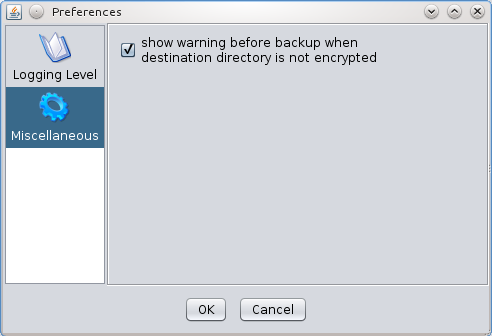 Preferences
Logging Level
Miscellaneous
show warning before backup when
destination directory is not encrypted
OK
Cancel